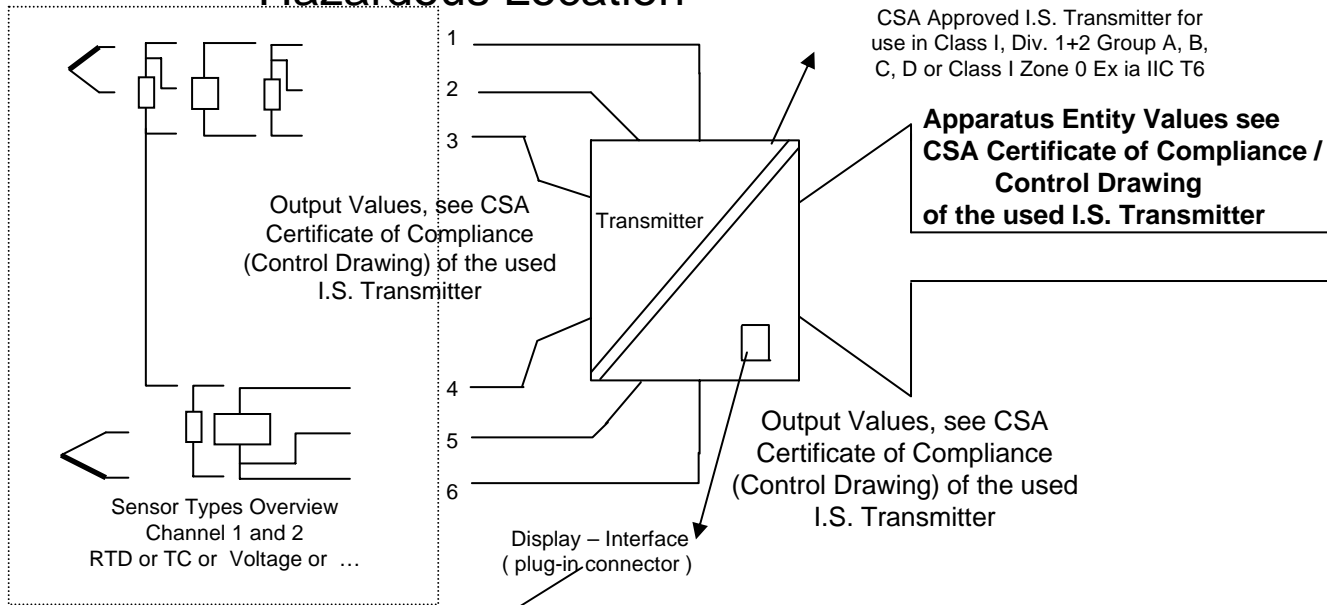 Hazardous Location
CSA Approved I.S. Transmitter for
use in Class I, Div. 1+2 Group A, B,
C, D or Class I Zone 0 Ex ia IIC T6
Apparatus Entity Values see
CSA Certificate of Compliance /
Control Drawing
of the used I.S. Transmitter
1
2
3
Output Values, see CSA
Certificate of Compliance
(Control Drawing) of the used
I.S. Transmitter
Transmitter
4
5
6
Sensor Types Overview
Channel 1 and 2
RTD or TC or Voltage or …
Output Values, see CSA
Certificate of Compliance
(Control Drawing) of the used
I.S. Transmitter
Display – Interface
( plug-in connector )